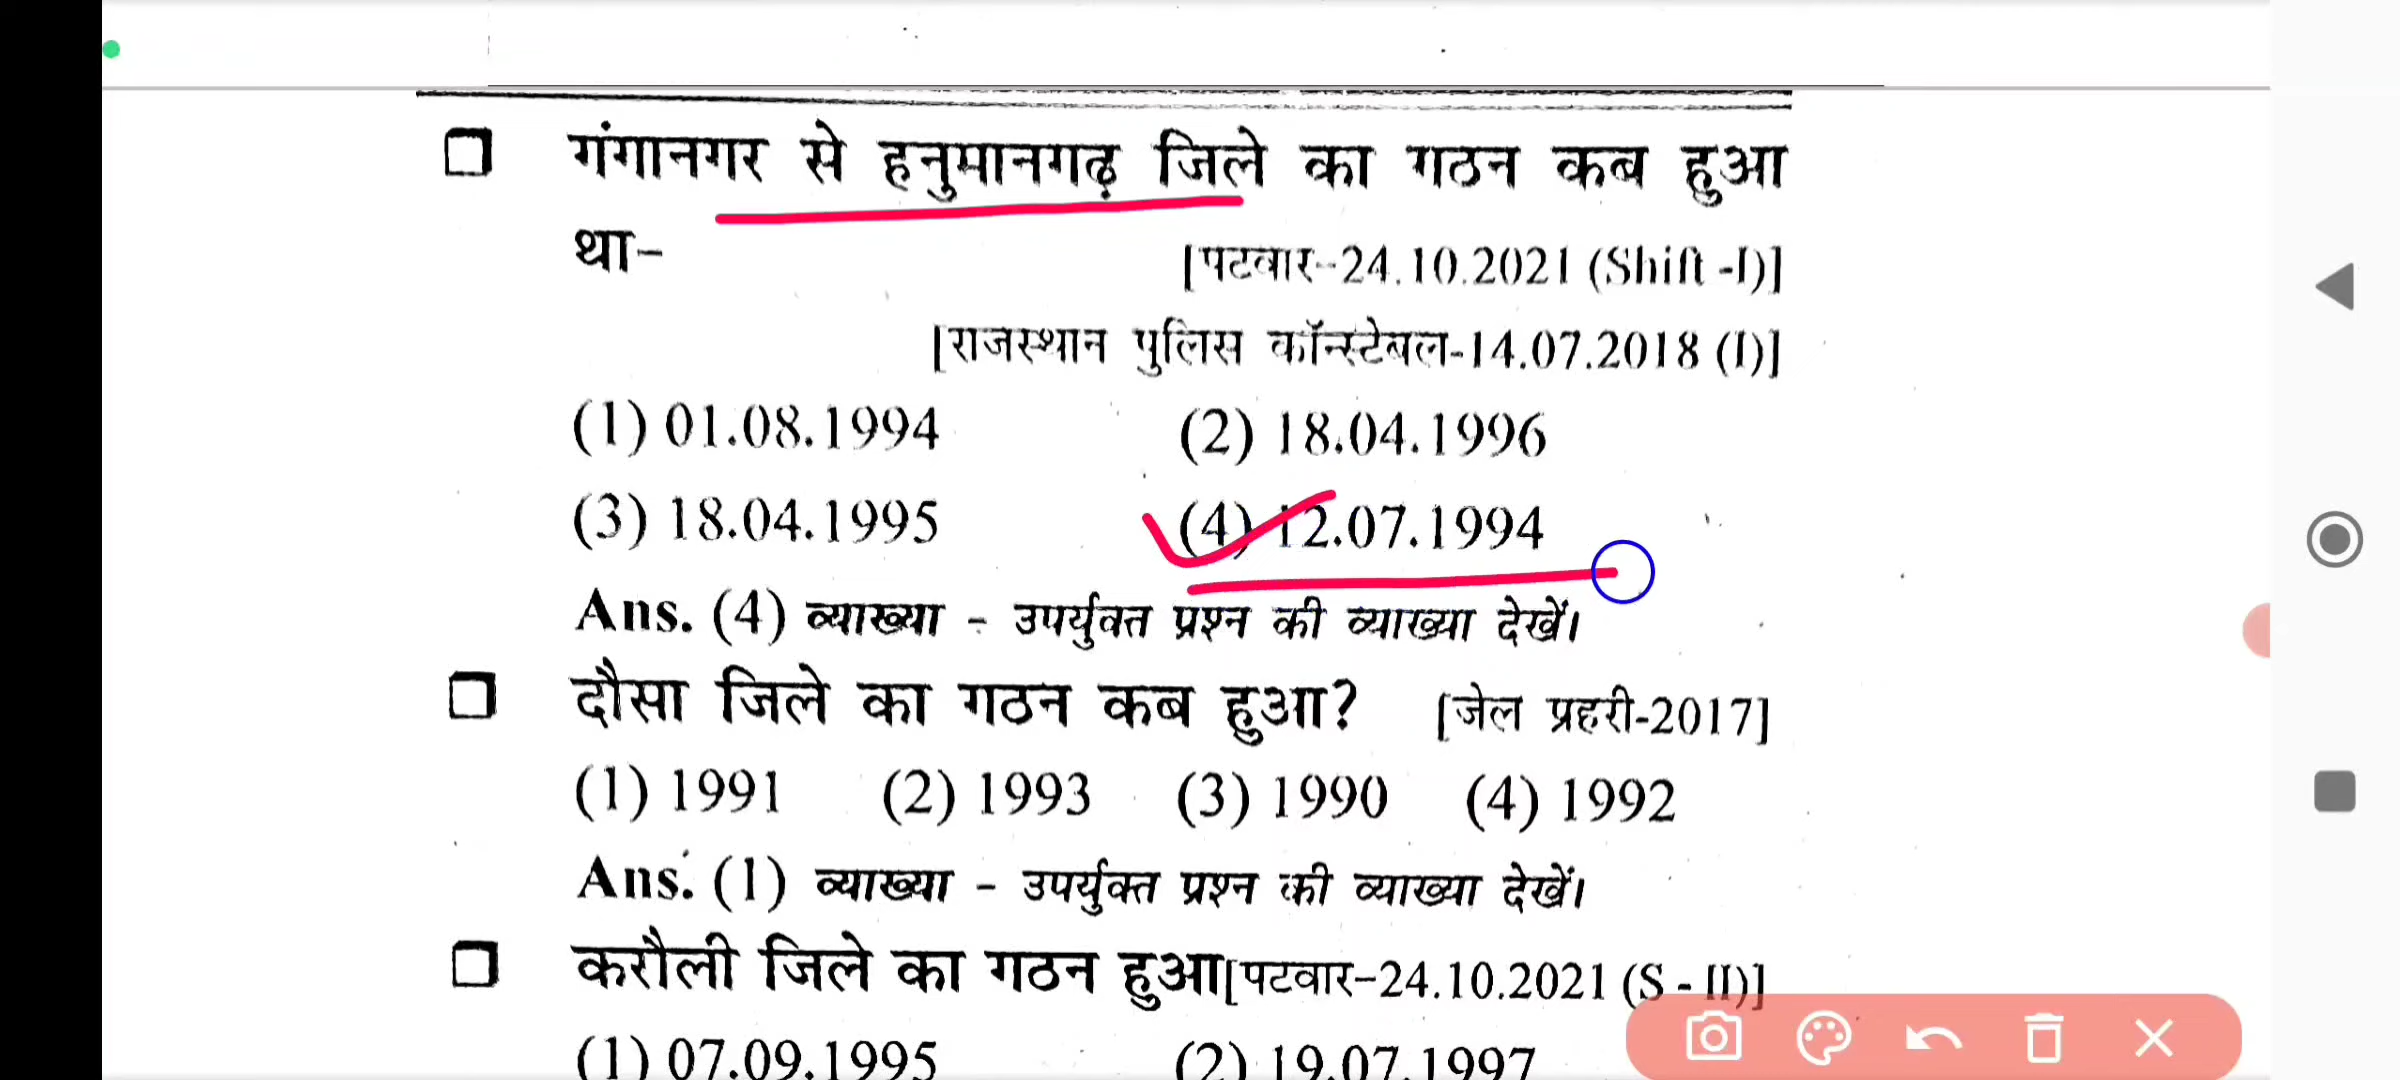 गंगानगर से हनुमानगढ़ जिले का गठन कब हुआ
था- [पटवार-24.10.2021 (Shift -I)]
[राजस्थान पुलिस कॉन्स्टेबल-14.07.2018 (I)]
(1) 01.08.1994 (2) 18.04.1996
(3) 18.04.1995 (4) 12.07.1994
Ans. (4) व्याख्या - उपर्युक्त प्रश्न की व्याख्या देखें।
दौसा जिले का गठन कब हुआ? [जेल प्रहरी-2017]
(1) 1991 (2) 1993 (3) 1990 (4) 1992
Ans. (1) व्याख्या - उपर्युक्त प्रश्न की व्याख्या देखें।
करौली जिले का गठन हुआ[पटवार-24.10.2021 (S - II)]
(1) 07.09.1995 (2) 19.07.1997